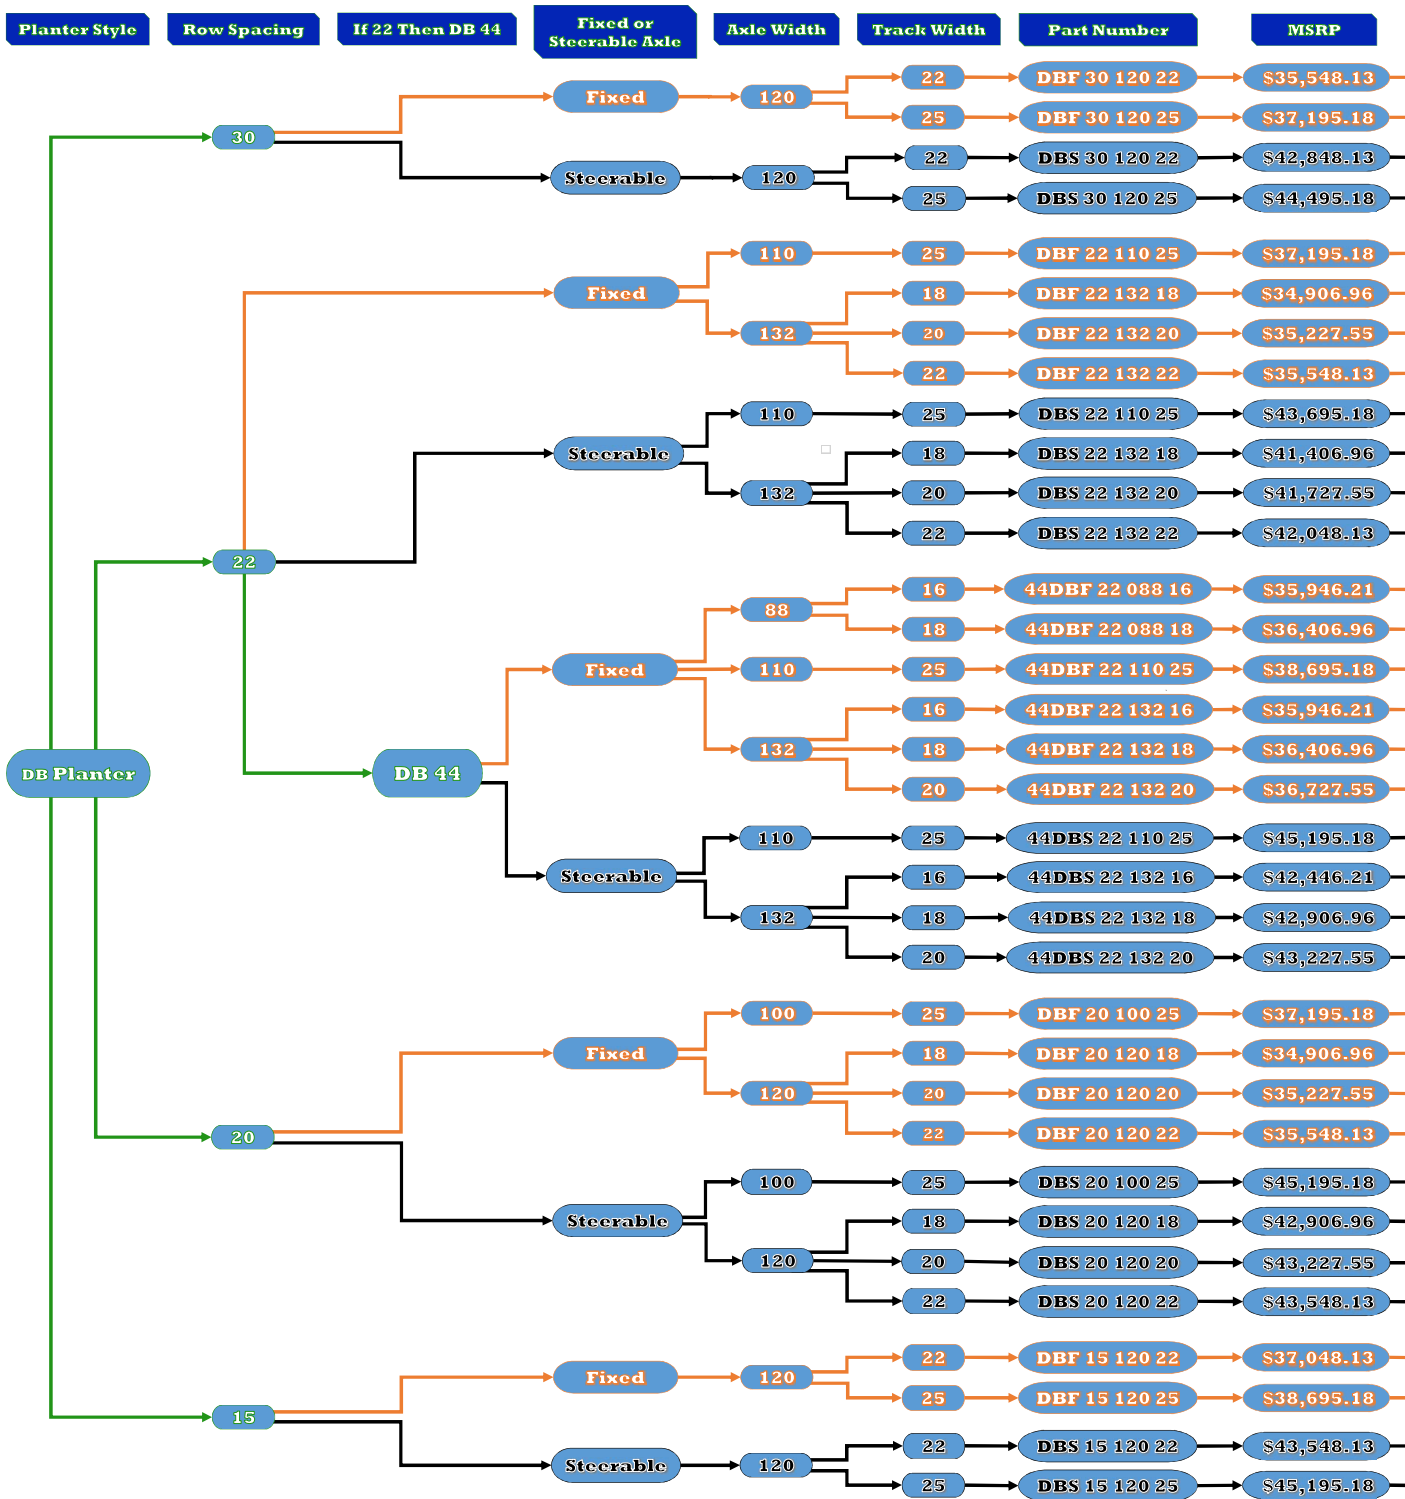 Planter Style
Row Spacing
If 22 Then DB 44
Fixed or
Steerable Axle
Axle Width
Track Width
Part Number
MSRP
22 DBF 30 120 22 $35,548.13
Fixed 120
25 DBF 30 120 25 $37,195.18
30
22 DBS 30 120 22 $42,848.13
Steerable 120
25 DBS 30 120 25 $44,495.18
110 25 DBF 22 110 25 $37,195.18
Fixed 18 DBF 22 132 18 $34,906.96
132 20 DBF 22 132 20 $35,227.55
22 DBF 22 132 22 $35,548.13
110 25 DBS 22 110 25 $43,695.18
Steerable 18 DBS 22 132 18 $41,406.96
132 20 DBS 22 132 20 $41,727.55
22 DBS 22 132 22 $42,048.13
22
16 44DBF 22 088 16 $35,946.21
88
18 44DBF 22 088 18 $36,406.96
Fixed 110 25 44DBF 22 110 25 $38,695.18
16 44DBF 22 132 16 $35,946.21
132 18 44DBF 22 132 18 $36,406.96
DB Planter DB 44
20 44DBF 22 132 20 $36,727.55
110 25 44DBS 22 110 25 $45,195.18
Steerable 16 44DBS 22 132 16 $42,446.21
132 18 44DBS 22 132 18 $42,906.96
20 44DBS 22 132 20 $43,227.55
100 25 DBF 20 100 25 $37,195.18
Fixed 18 DBF 20 120 18 $34,906.96
120 20 DBF 20 120 20 $35,227.55
20 22 DBF 20 120 22 $35,548.13
100 25 DBS 20 100 25 $45,195.18
Steerable 18 DBS 20 120 18 $42,906.96
120 20 DBS 20 120 20 $43,227.55
22 DBS 20 120 22 $43,548.13
22 DBF 15 120 22 $37,048.13
Fixed 120
25 DBF 15 120 25 $38,695.18
15
22 DBS 15 120 22 $43,548.13
Steerable 120
25 DBS 15 120 25 $45,195.18